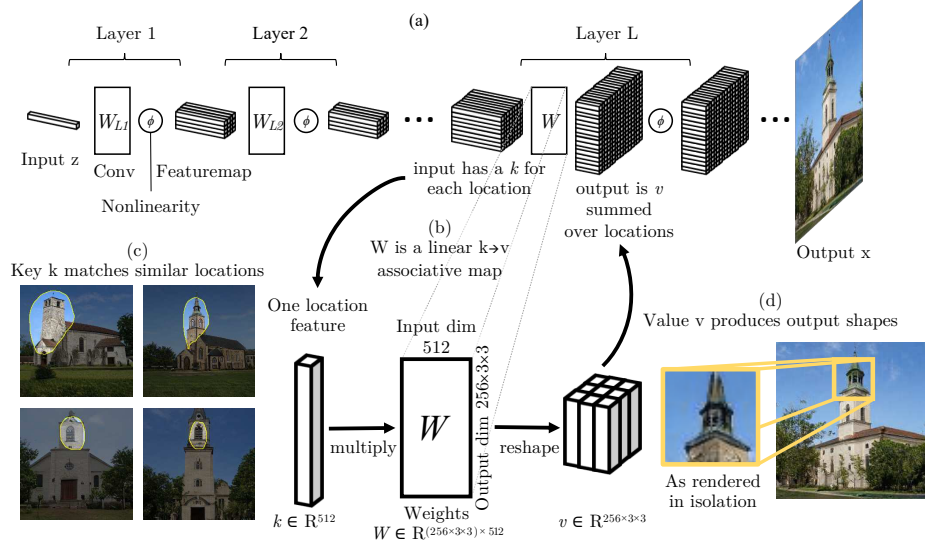 (a)
Layer 1
Layer 2
Layer L
W_{L1}
ϕ
W_{L2}
ϕ
...
W
ϕ
...
Input z
Conv
Featuremap
Nonlinearity
input has a k for
each location
output is v
summed
over locations
Output x
(b)
W is a linear k→v
associative map
(c)
Key k matches similar locations
One location
feature
Input dim
512
W
Output dim 256×3×3
multiply
reshape
k ∈ R^{512}
Weights
W ∈ R^{(256×3×3)×512}
v ∈ R^{256×3×3}
(d)
Value v produces output shapes
As rendered
in isolation